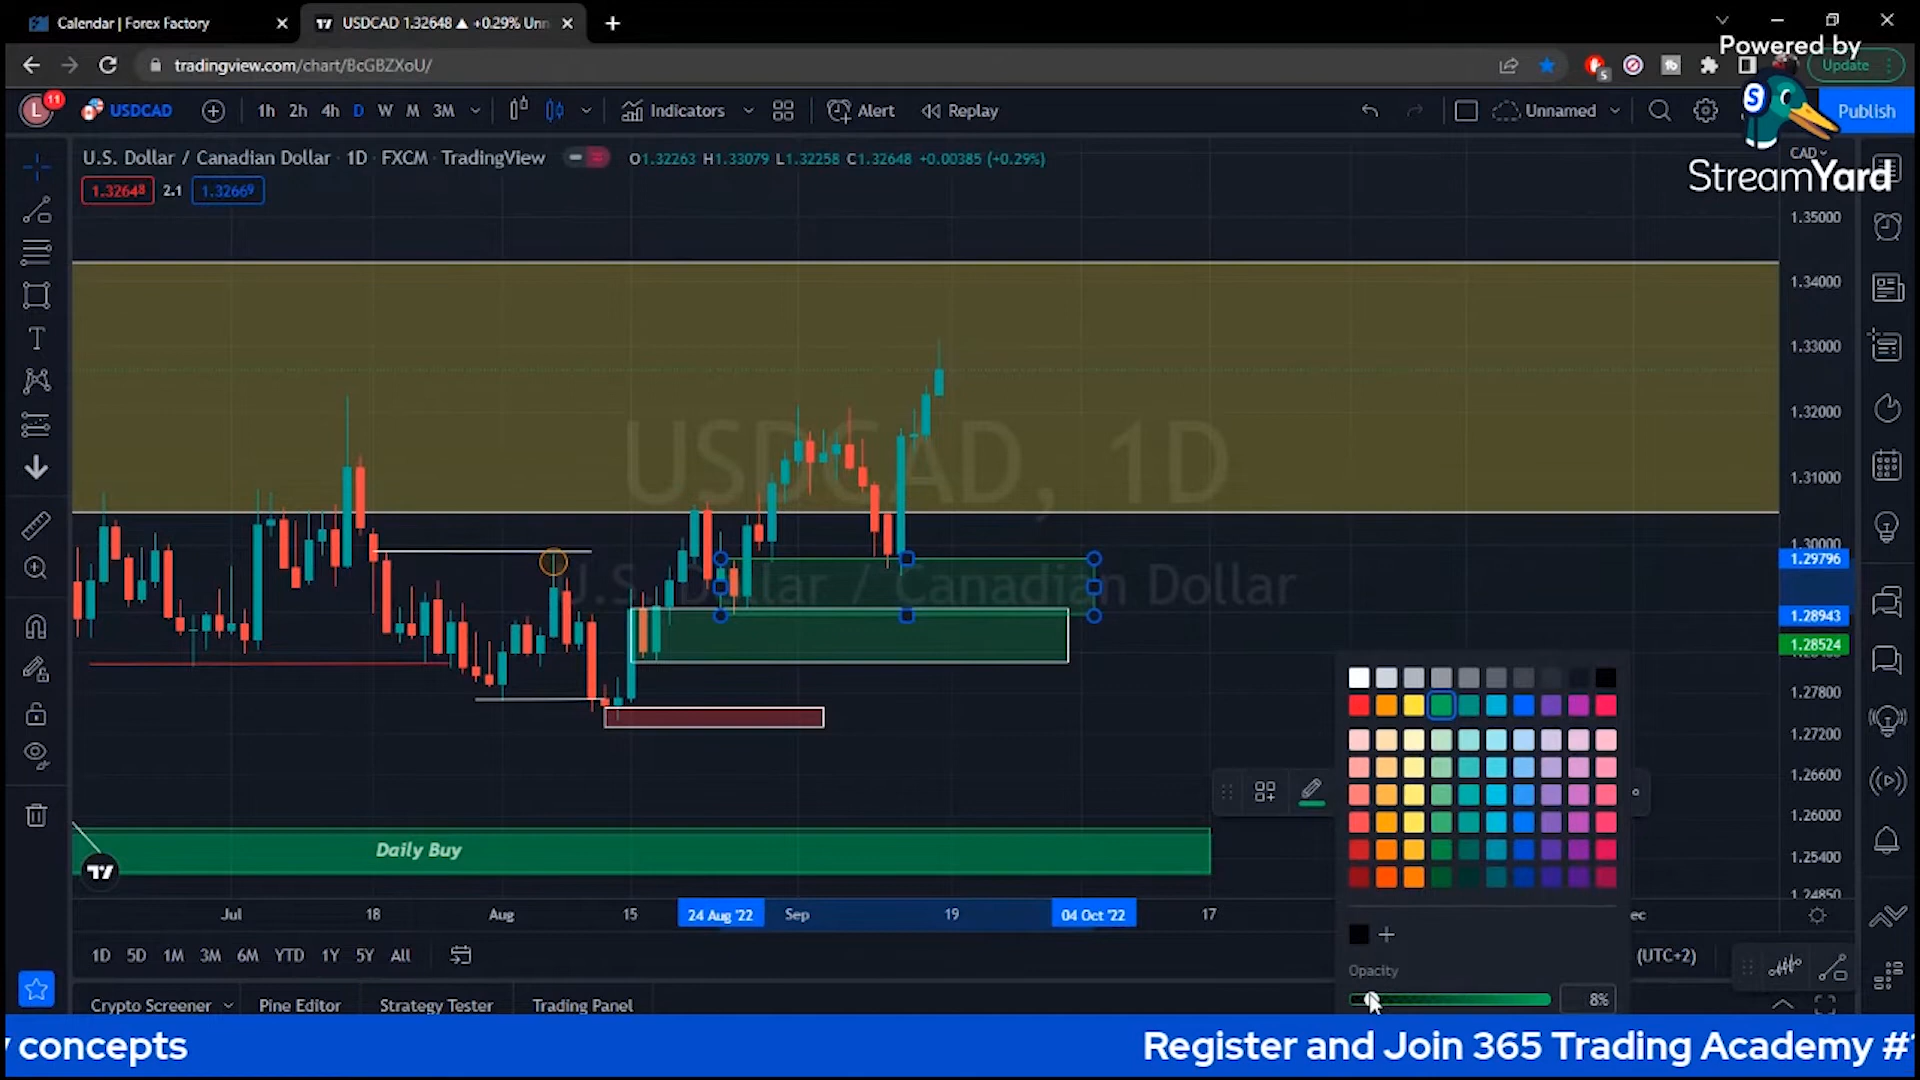 Calendar | Forex Factory
USDCAD 1.32648 ▲ +0.29% Unn
Powered by
tradingview.com/chart/BcGBZXoU/
5
Update
L
11
USDCAD
1h 2h 4h D W M 3M
Indicators
Alert
Replay
Unnamed
S
Publish
U.S. Dollar / Canadian Dollar · 1D · FXCM · TradingView
O1.32263 H1.33079 L1.32258 C1.32648 +0.00385 (+0.29%)
CAD
1.32648
2.1
1.32669
StreamYard
1.35000
1.34000
1.33000
1.32000
1.31000
USDCAD, 1D
U.S. Dollar / Canadian Dollar
1.30000
1.29796
1.28943
1.28524
1.27800
1.27200
1.26600
1.26000
1.25400
1.24850
Daily Buy
Jul
18
Aug
15
24 Aug '22
Sep
19
04 Oct '22
17
ec
1D 5D 1M 3M 6M YTD 1Y 5Y All
(UTC+2)
Opacity
8%
Crypto Screener
Pine Editor
Strategy Tester
Trading Panel
concepts
Register and Join 365 Trading Academy #